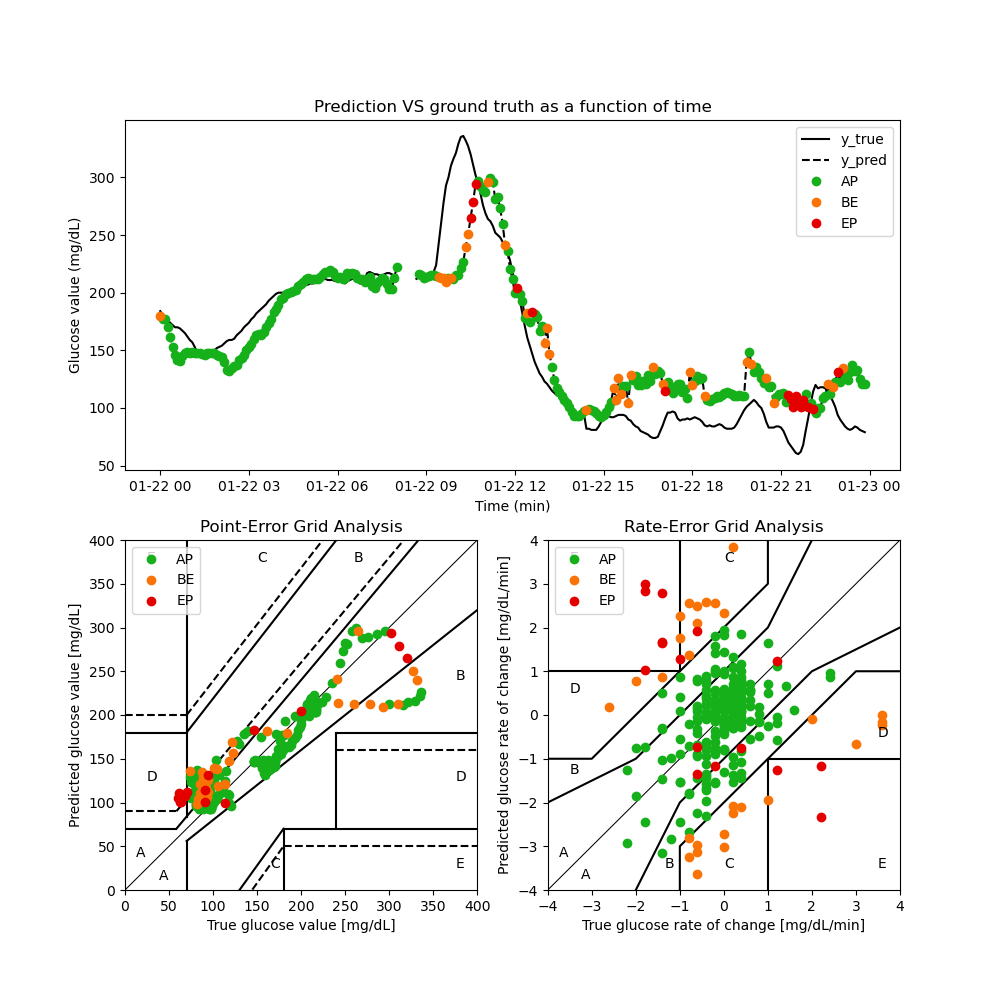 Prediction VS ground truth as a function of time
Glucose value (mg/dL)
300
250
200
150
100
50
y_true
y_pred
AP
BE
EP
01-22 00 01-22 03 01-22 06 01-22 09 01-22 12 01-22 15 01-22 18 01-22 21 01-23 00
Time (min)
Point-Error Grid Analysis
Predicted glucose value [mg/dL]
400
350
300
250
200
150
100
50
0
AP
BE
EP
C
B
B
D
D
A
A
C
E
0 50 100 150 200 250 300 350 400
True glucose value [mg/dL]
Rate-Error Grid Analysis
Predicted glucose rate of change [mg/dL/min]
4
3
2
1
0
−1
−2
−3
−4
AP
BE
EP
C
D
D
B
A
A
B
C
E
−4 −3 −2 −1 0 1 2 3 4
True glucose rate of change [mg/dL/min]